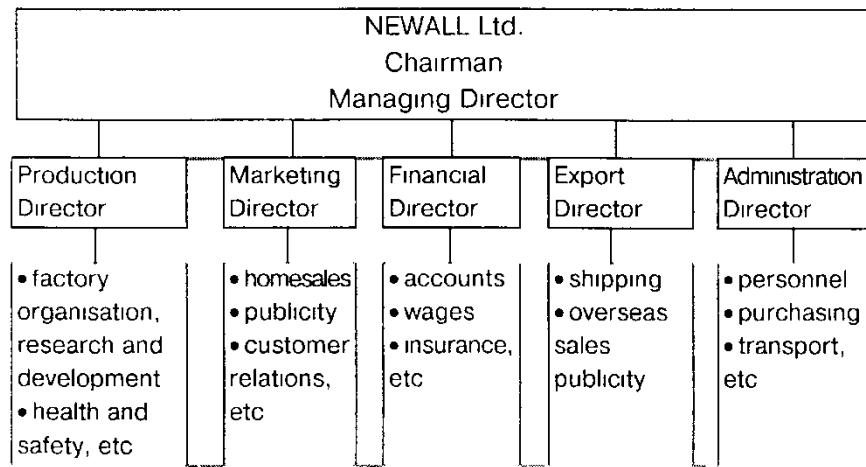 NEWALL Ltd.
Chairman
Managing Director
Production
Director
Marketing
Director
Financial
Director
Export
Director
Administration
Director
• factory
organisation,
research and
development
• health and
safety, etc
• homesales
• publicity
• customer
relations,
etc
• accounts
• wages
• insurance,
etc
• shipping
• overseas
sales
publicity
• personnel
• purchasing
• transport,
etc